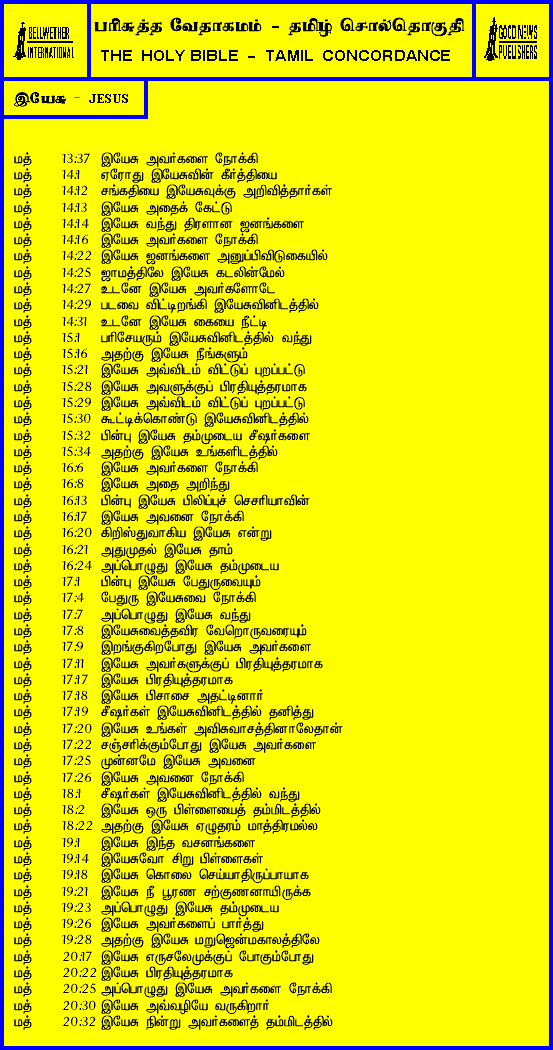 BELLWETHER
INTERNATIONAL
பரிசுத்த வேதாகமம் - தமிழ் சொல்தொகுதி
THE HOLY BIBLE - TAMIL CONCORDANCE
GOOD NEWS
PUBLISHERS
இயேசு - JESUS
மத் 13:37 இயேசு அவர்களை நோக்கி
மத் 14:1 ஏரோது இயேசுவின் கீர்த்தியை
மத் 14:12 சங்கதியை இயேசுவுக்கு அறிவித்தார்கள்
மத் 14:13 இயேசு அதைக் கேட்டு
மத் 14:14 இயேசு வந்து திரளான ஜனங்களை
மத் 14:16 இயேசு அவர்களை நோக்கி
மத் 14:22 இயேசு ஜனங்களை அனுப்பிவிடுகையில்
மத் 14:25 ஜாமத்திலே இயேசு கடலின்மேல்
மத் 14:27 உடனே இயேசு அவர்களோடே
மத் 14:29 படவை விட்டிறங்கி இயேசுவினிடத்தில்
மத் 14:31 உடனே இயேசு கையை நீட்டி
மத் 15:1 பரிசேயரும் இயேசுவினிடத்தில் வந்து
மத் 15:16 அதற்கு இயேசு நீங்களும்
மத் 15:21 இயேசு அவ்விடம் விட்டுப் புறப்பட்டு
மத் 15:28 இயேசு அவளுக்குப் பிரதியுத்தரமாக
மத் 15:29 இயேசு அவ்விடம் விட்டுப் புறப்பட்டு
மத் 15:30 கூட்டிக்கொண்டு இயேசுவினிடத்தில்
மத் 15:32 பின்பு இயேசு தம்முடைய சீஷர்களை
மத் 15:34 அதற்கு இயேசு உங்களிடத்தில்
மத் 16:6 இயேசு அவர்களை நோக்கி
மத் 16:8 இயேசு அதை அறிந்து
மத் 16:13 பின்பு இயேசு பிலிப்புச் செசரியாவின்
மத் 16:17 இயேசு அவனை நோக்கி
மத் 16:20 கிறிஸ்துவாகிய இயேசு என்று
மத் 16:21 அதுமுதல் இயேசு தாம்
மத் 16:24 அப்பொழுது இயேசு தம்முடைய
மத் 17:1 பின்பு இயேசு பேதுருவையும்
மத் 17:4 பேதுரு இயேசுவை நோக்கி
மத் 17:7 அப்பொழுது இயேசு வந்து
மத் 17:8 இயேசுவைத்தவிர வேறொருவரையும்
மத் 17:9 இறங்குகிறபோது இயேசு அவர்களை
மத் 17:11 இயேசு அவர்களுக்குப் பிரதியுத்தரமாக
மத் 17:17 இயேசு பிரதியுத்தரமாக
மத் 17:18 இயேசு பிசாசை அதட்டினார்
மத் 17:19 சீஷர்கள் இயேசுவினிடத்தில் தனித்து
மத் 17:20 இயேசு உங்கள் அவிசுவாசத்தினாலேதான்
மத் 17:22 சஞ்சரிக்கும்போது இயேசு அவர்களை
மத் 17:25 முன்னமே இயேசு அவனை
மத் 17:26 இயேசு அவனை நோக்கி
மத் 18:1 சீஷர்கள் இயேசுவினிடத்தில் வந்து
மத் 18:2 இயேசு ஒரு பிள்ளையைத் தம்மிடத்தில்
மத் 18:22 அதற்கு இயேசு ஏழுதரம் மாத்திரமல்ல
மத் 19:1 இயேசு இந்த வசனங்களை
மத் 19:14 இயேசுவோ சிறு பிள்ளைகள்
மத் 19:18 இயேசு கொலை செய்யாதிருப்பாயாக
மத் 19:21 இயேசு நீ பூரண சற்குணனாயிருக்க
மத் 19:23 அப்பொழுது இயேசு தம்முடைய
மத் 19:26 இயேசு அவர்களைப் பார்த்து
மத் 19:28 அதற்கு இயேசு மறுஜென்மகாலத்திலே
மத் 20:17 இயேசு எருசலேமுக்குப் போகும்போது
மத் 20:22 இயேசு பிரதியுத்தரமாக
மத் 20:25 அப்பொழுது இயேசு அவர்களை நோக்கி
மத் 20:30 இயேசு அவ்வழியே வருகிறார்
மத் 20:32 இயேசு நின்று அவர்களைத் தம்மிடத்தில்